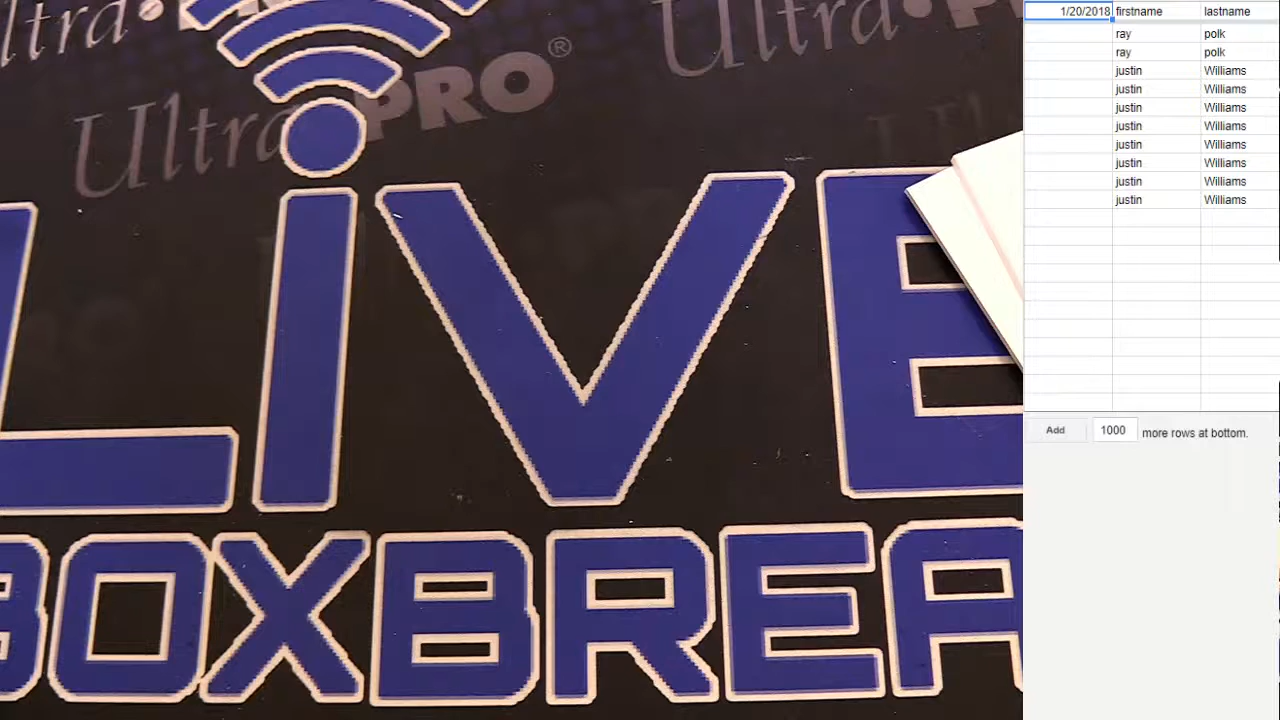 Ultra•PRO
Ultra•PRO®
Ultra PRO
LiVE
BOXBREA
1/20/2018 firstname lastname
ray polk
ray polk
justin Williams
justin Williams
justin Williams
justin Williams
justin Williams
justin Williams
justin Williams
justin Williams
Add 1000 more rows at bottom.